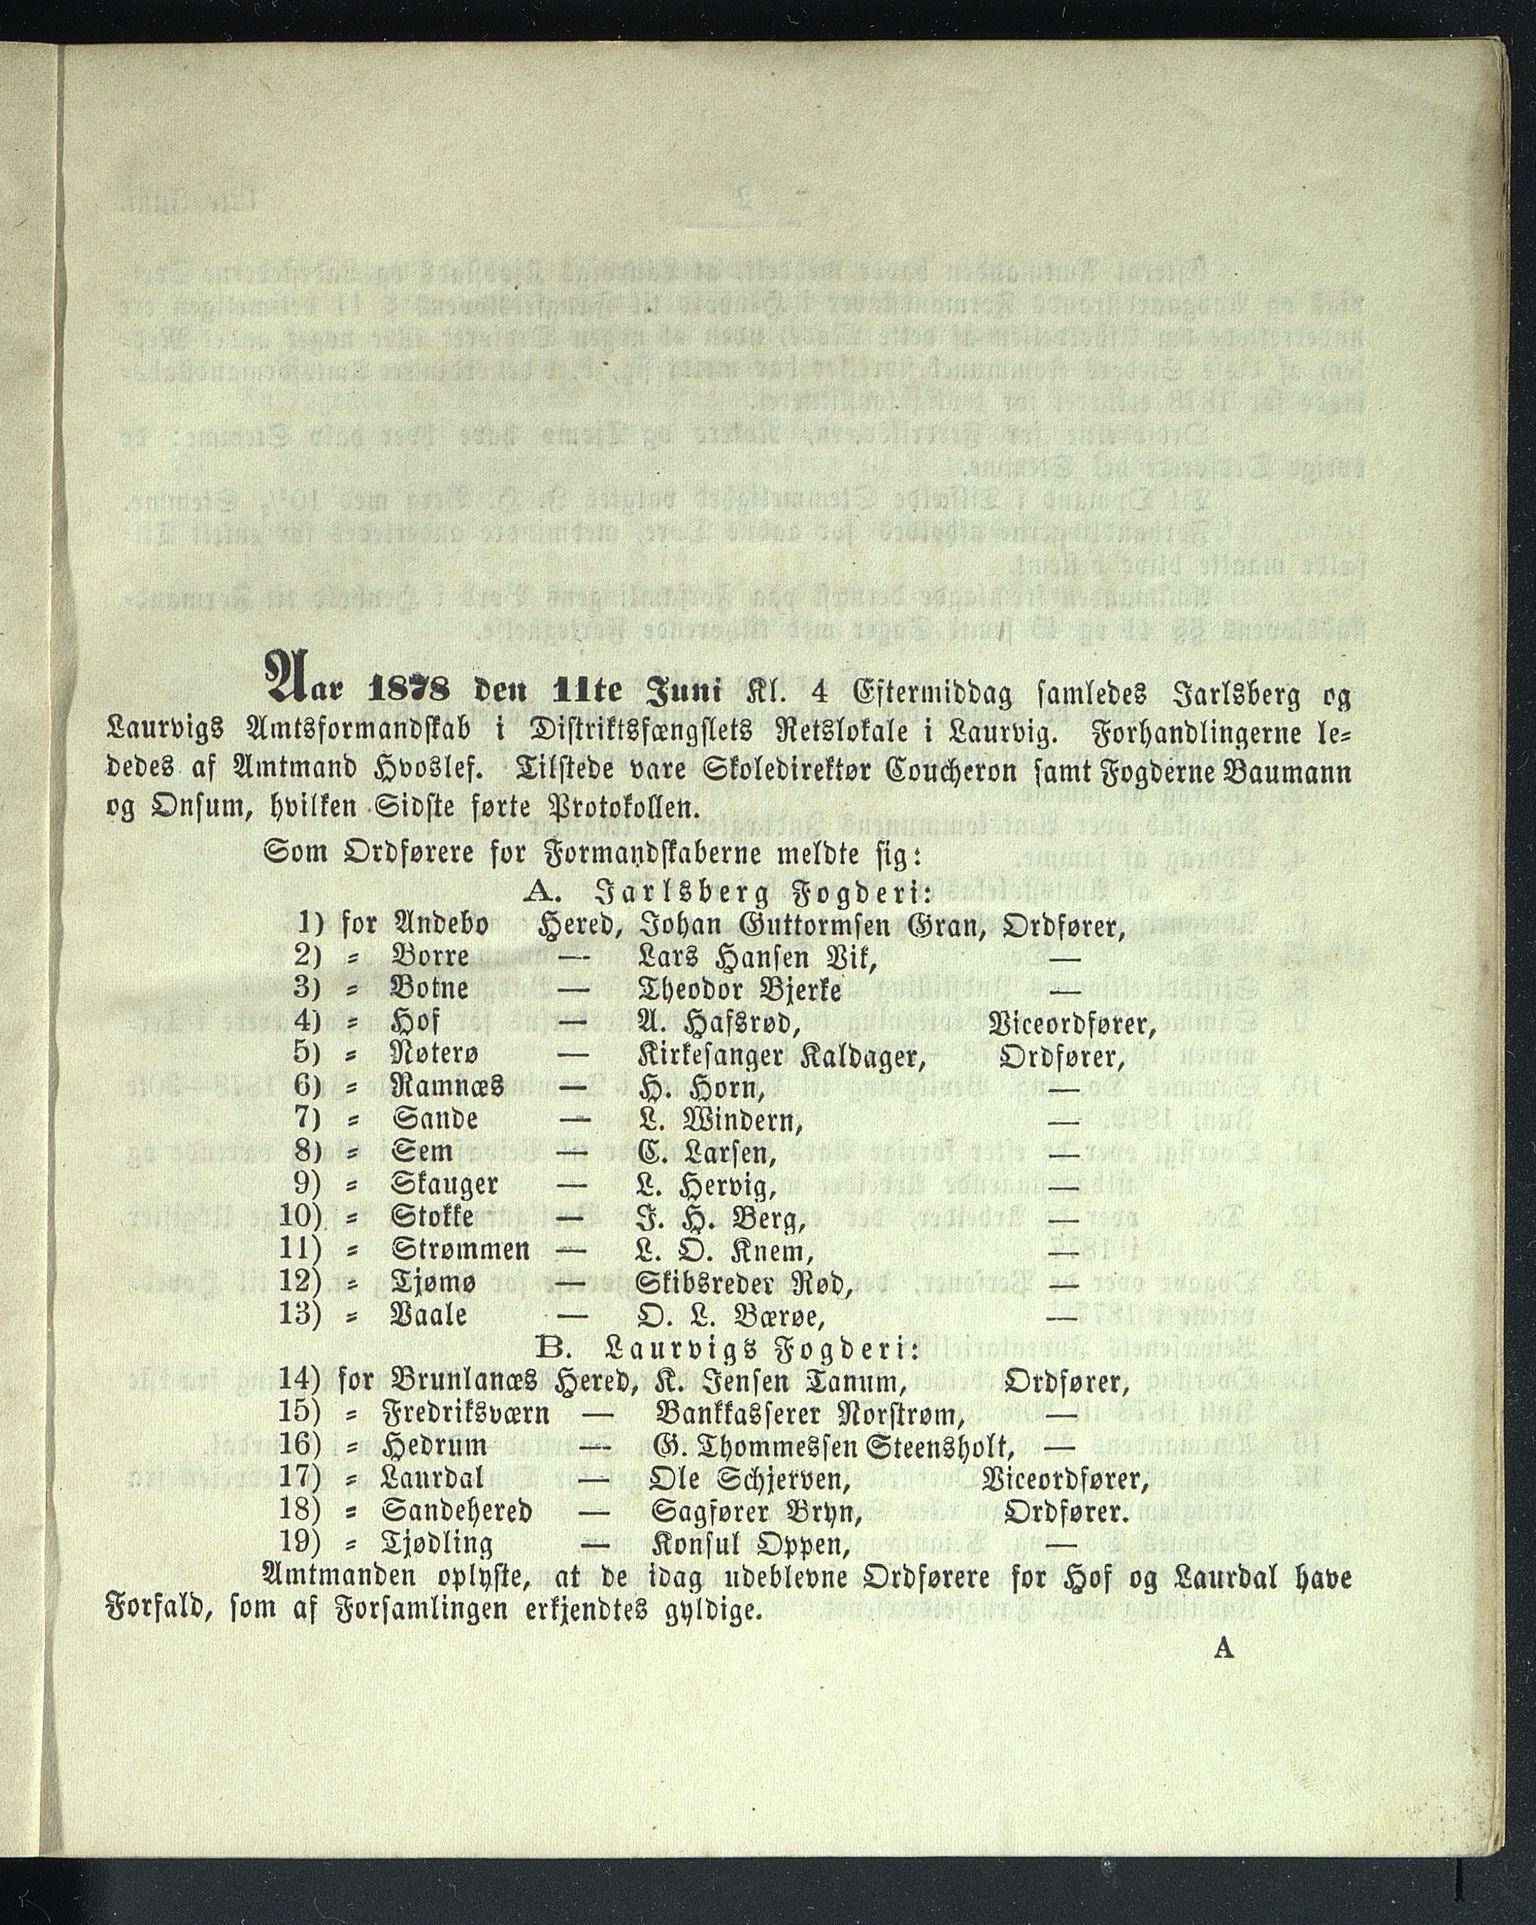 Aar 1878 den 11te Juni Kl. 4 Eftermiddag samledes Jarlsberg og
Laurvigs Amtsformandskab i Distriktsfængslets Retslokale i Laurvig. Forhandlingerne le-
dedes af Amtmand Hvoslef. Tilstede vare Skoledirektør Coucheron samt Fogderne Baumann
og Onsum, hvilken Sidste førte Protokollen.
Som Ordførere for Formandskaberne meldte sig:
A. Jarlsberg Fogderi:
1) for Andebo Hered, Johan Guttormsen Gran, Ordfører,
2) „ Borre — Lars Hansen Vik, —
3) „ Botne — Theodor Bjerke —
4) „ Hof — A. Hafsrød, Viceordfører,
5) „ Nøterø — Kirkesanger Kaldager, Ordfører,
6) „ Ramnæs — H. Horn, —
7) „ Sande — L. Windern, —
8) „ Sem — C. Larsen, —
9) „ Skauger — L. Hervig, —
10) „ Stokke — J. H. Berg, —
11) „ Strømmen — L. O. Knem, —
12) „ Tjømø — Skibsreder Rød, —
13) „ Vaale — O. L. Bærøe, —
B. Laurvigs Fogderi:
14) for Brunlanæs Hered, K. Jensen Tanum, Ordfører,
15) „ Fredriksværn — Bankkasserer Norstrøm, —
16) „ Hedrum — G. Thommessen Steensholt, —
17) „ Laurdal — Ole Schjerven, Viceordfører,
18) „ Sandehered — Sagfører Bryn, Ordfører.
19) „ Tjødling — Konsul Oppen, —
Amtmanden oplyste, at de idag udeblevne Ordførere for Hof og Laurdal have
Forfald, som af Forsamlingen erkjendtes gyldige.
A